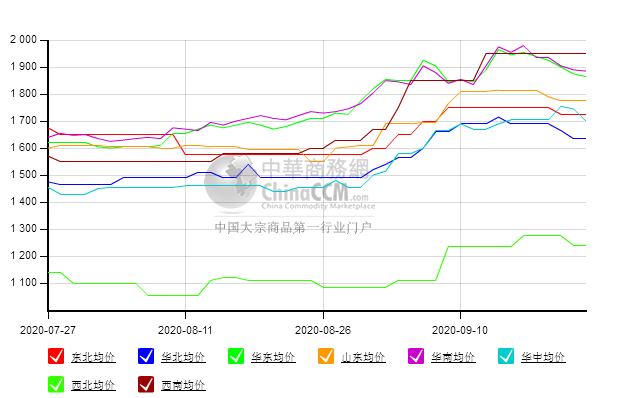 2 000
1 900
1 800
1 700
1 600
1 500
1 400
1 300
1 200
1 100
中華商務網
ChinaCCM.com
China Commodity Marketplace
中国大宗商品第一行业门户
2020-07-27 2020-08-11 2020-08-26 2020-09-10
东北均价 华北均价 华东均价 山东均价 华南均价 华中均价
西北均价 西南均价